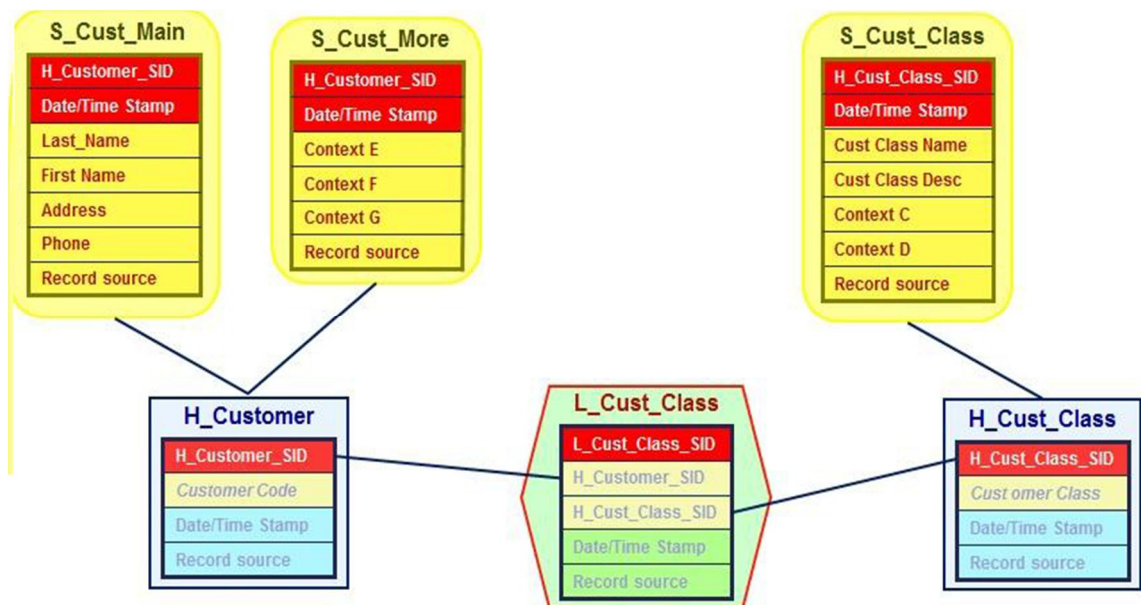 S_Cust_Main
H_Customer_SID
Date/Time Stamp
Last_Name
First Name
Address
Phone
Record source
S_Cust_More
H_Customer_SID
Date/Time Stamp
Context E
Context F
Context G
Record source
S_Cust_Class
H_Cust_Class_SID
Date/Time Stamp
Cust Class Name
Cust Class Desc
Context C
Context D
Record source
H_Customer
H_Customer_SID
Customer Code
Date/Time Stamp
Record source
L_Cust_Class
L_Cust_Class_SID
H_Customer_SID
H_Cust_Class_SID
Date/Time Stamp
Record source
H_Cust_Class
H_Cust_Class_SID
Cust omer Class
Date/Time Stamp
Record source